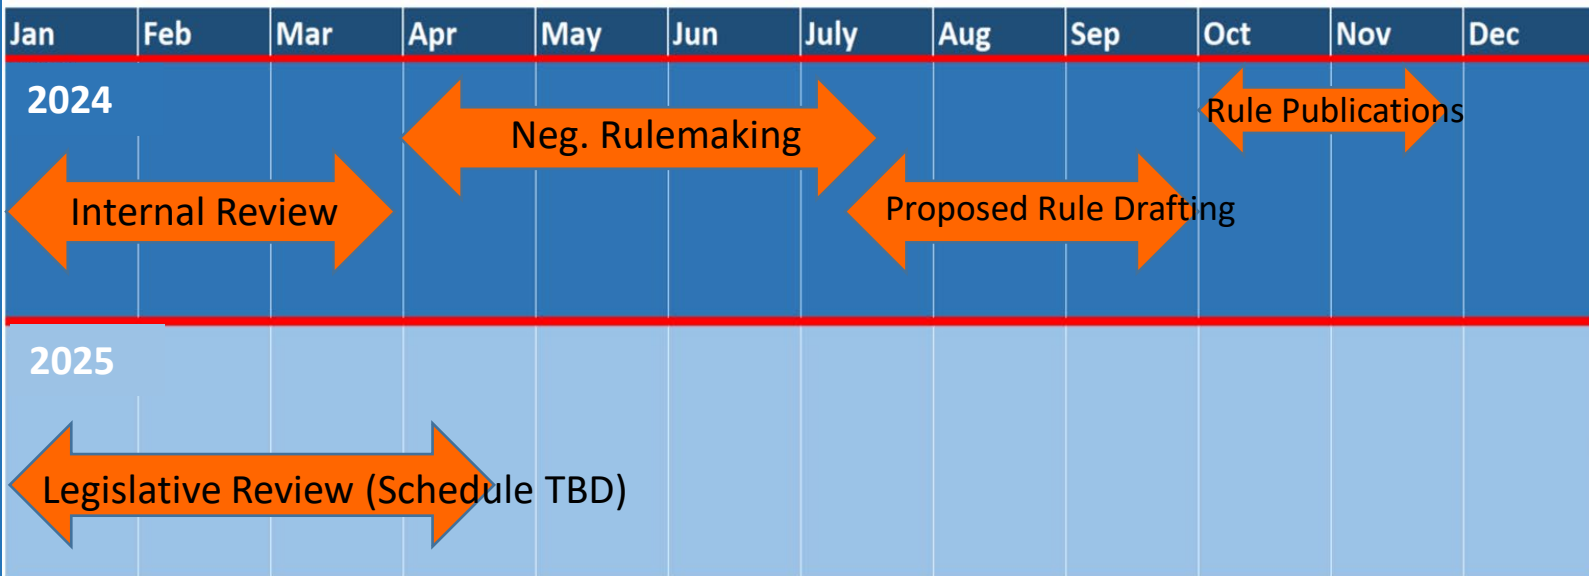 Jan Feb Mar Apr May Jun July Aug Sep Oct Nov Dec
2024
Rule Publications
Neg. Rulemaking
Internal Review
Proposed Rule Drafting
2025
Legislative Review (Schedule TBD)